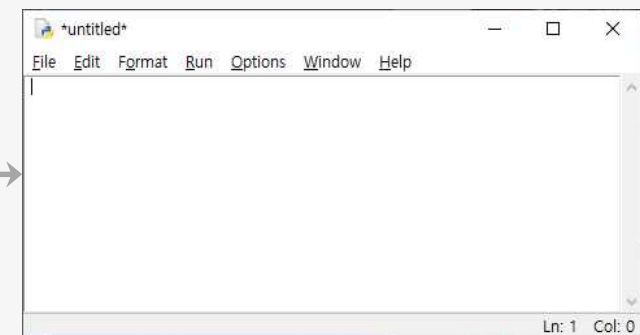 *untitled*
File Edit Format Run Options Window Help
Ln: 1 Col: 0